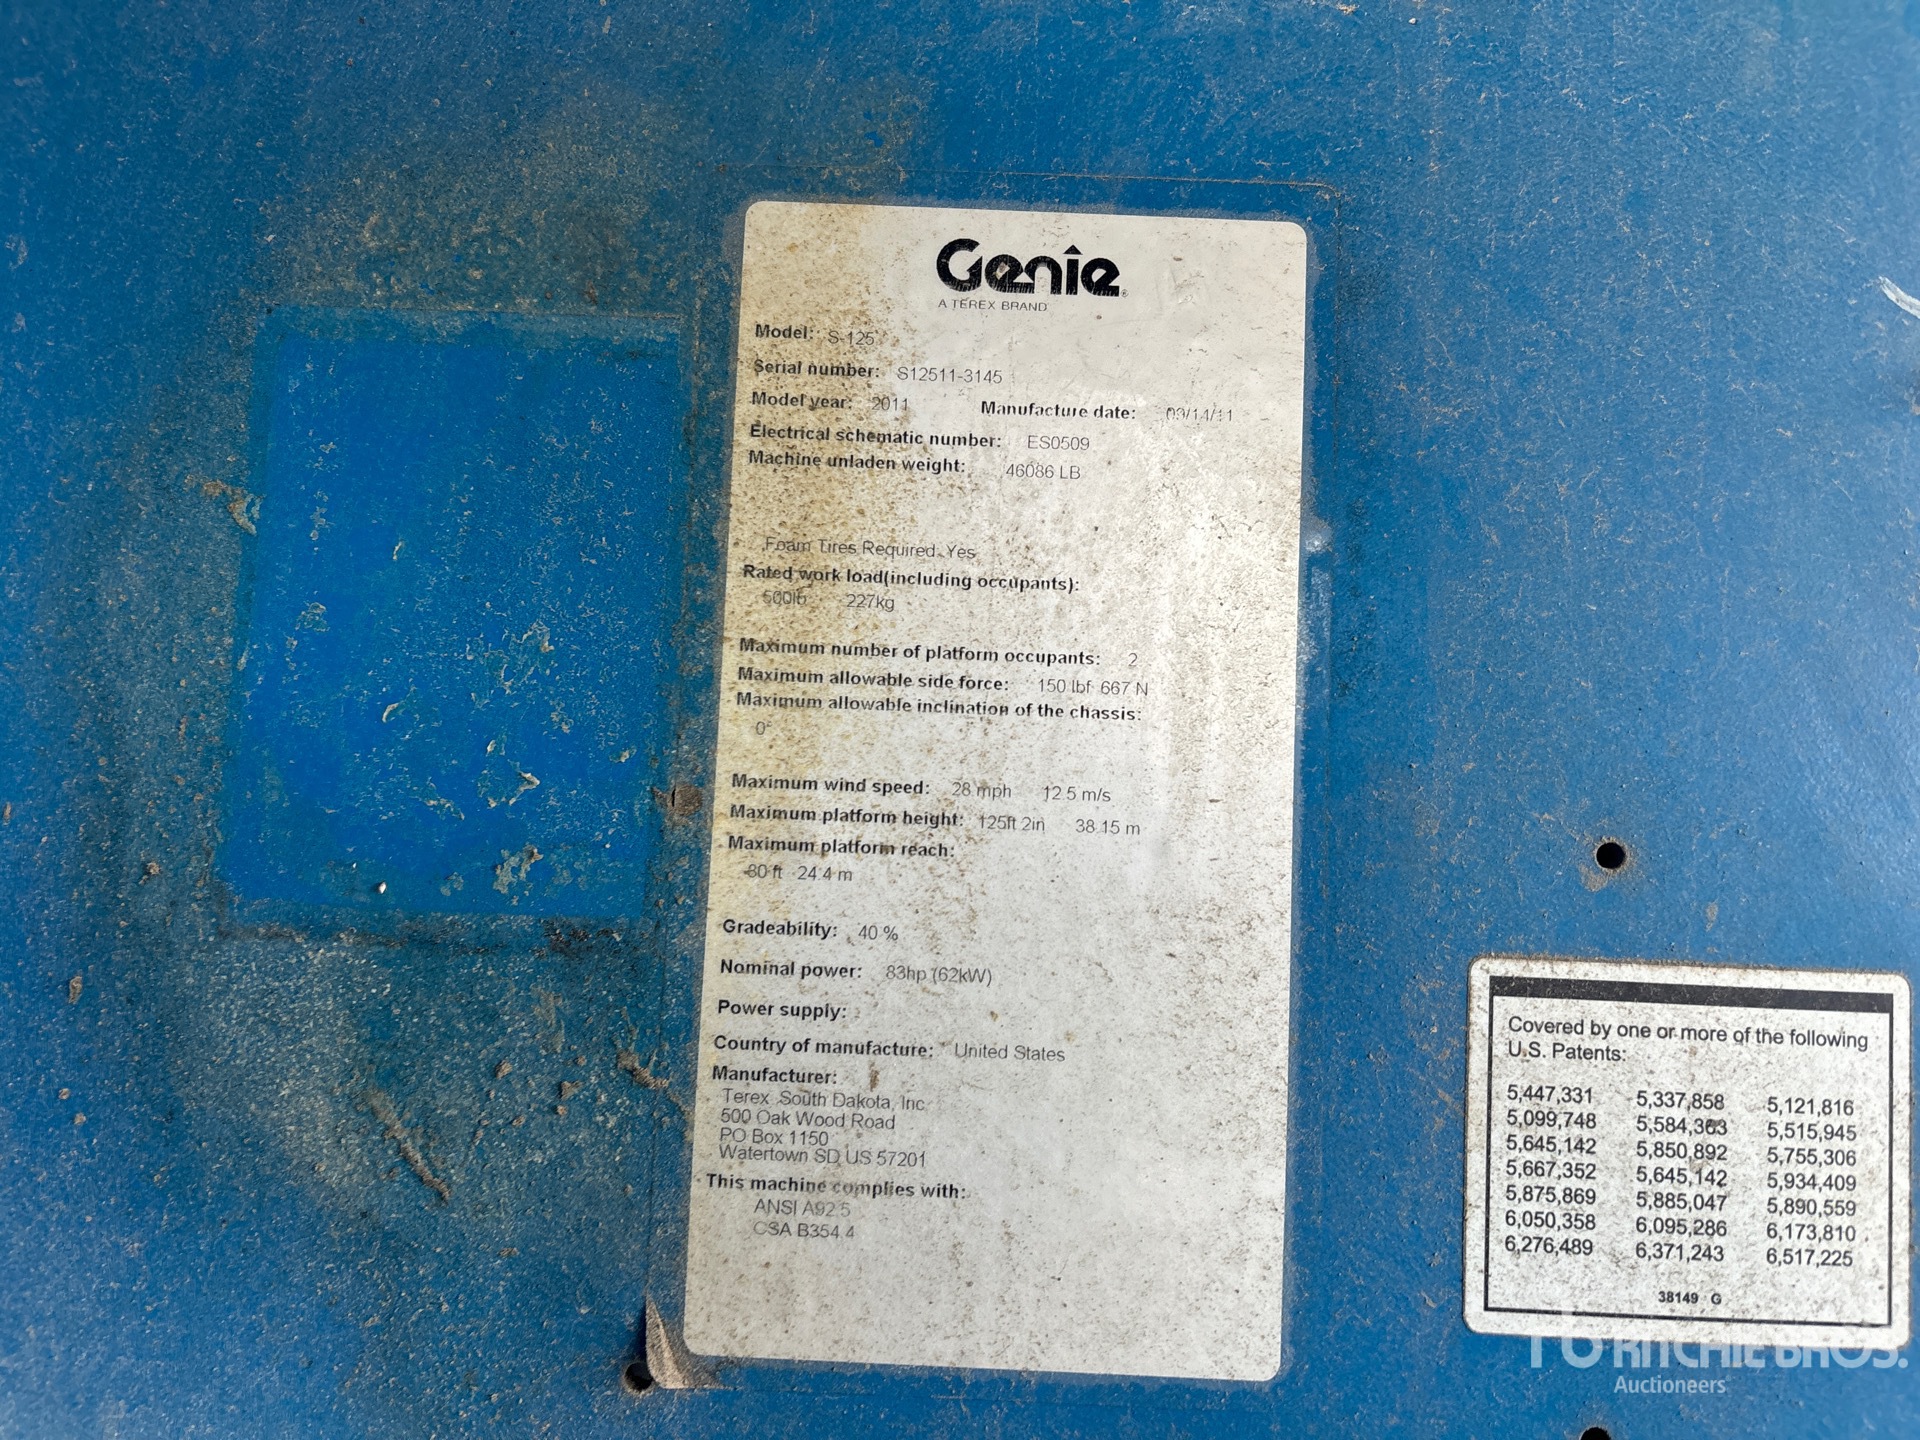 Genie
A TEREX BRAND
Model: S-125
Serial number: S12511-3145
Model year: 2011 Manufacture date: 09/14/11
Electrical schematic number: ES0509
Machine unladen weight: 46086 LB
Foam Tires Required Yes
Rated work load(including occupants):
500lb 227kg
Maximum number of platform occupants: 2
Maximum allowable side force: 150 lbf 667 N
Maximum allowable inclination of the chassis:
0°
Maximum wind speed: 28 mph 12.5 m/s
Maximum platform height: 125ft 2in 38.15 m
Maximum platform reach:
80 ft 24.4 m
Gradeability: 40 %
Nominal power: 83hp (62kW)
Power supply:
Country of manufacture: United States
Manufacturer:
Terex South Dakota, Inc
500 Oak Wood Road
PO Box 1150
Watertown SD US 57201
This machine complies with:
ANSI A92.5
CSA B354.4
Covered by one or more of the following
U.S. Patents:
5,447,331 5,337,858 5,121,816
5,099,748 5,584,363 5,515,945
5,645,142 5,850,892 5,755,306
5,667,352 5,645,142 5,934,409
5,875,869 5,885,047 5,890,559
6,050,358 6,095,286 6,173,810
6,276,489 6,371,243 6,517,225
38149 G
RITCHIE BROS.
Auctioneers